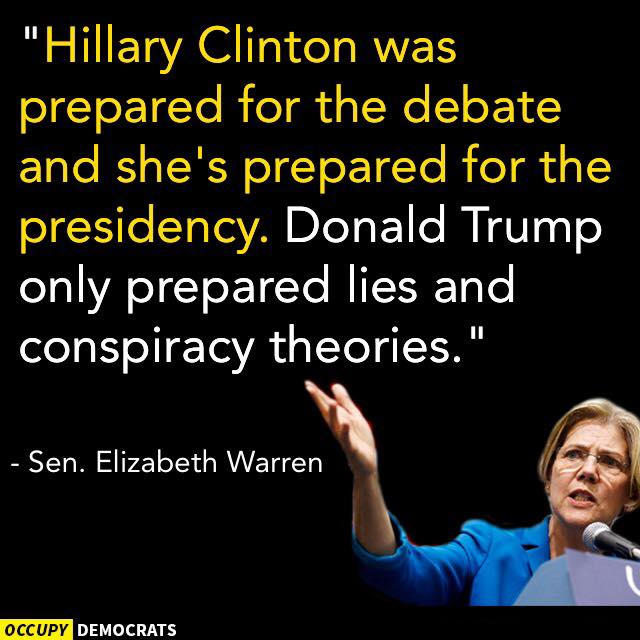 "Hillary Clinton was
prepared for the debate
and she's prepared for the
presidency. Donald Trump
only prepared lies and
conspiracy theories."
- Sen. Elizabeth Warren
OCCUPY DEMOCRATS